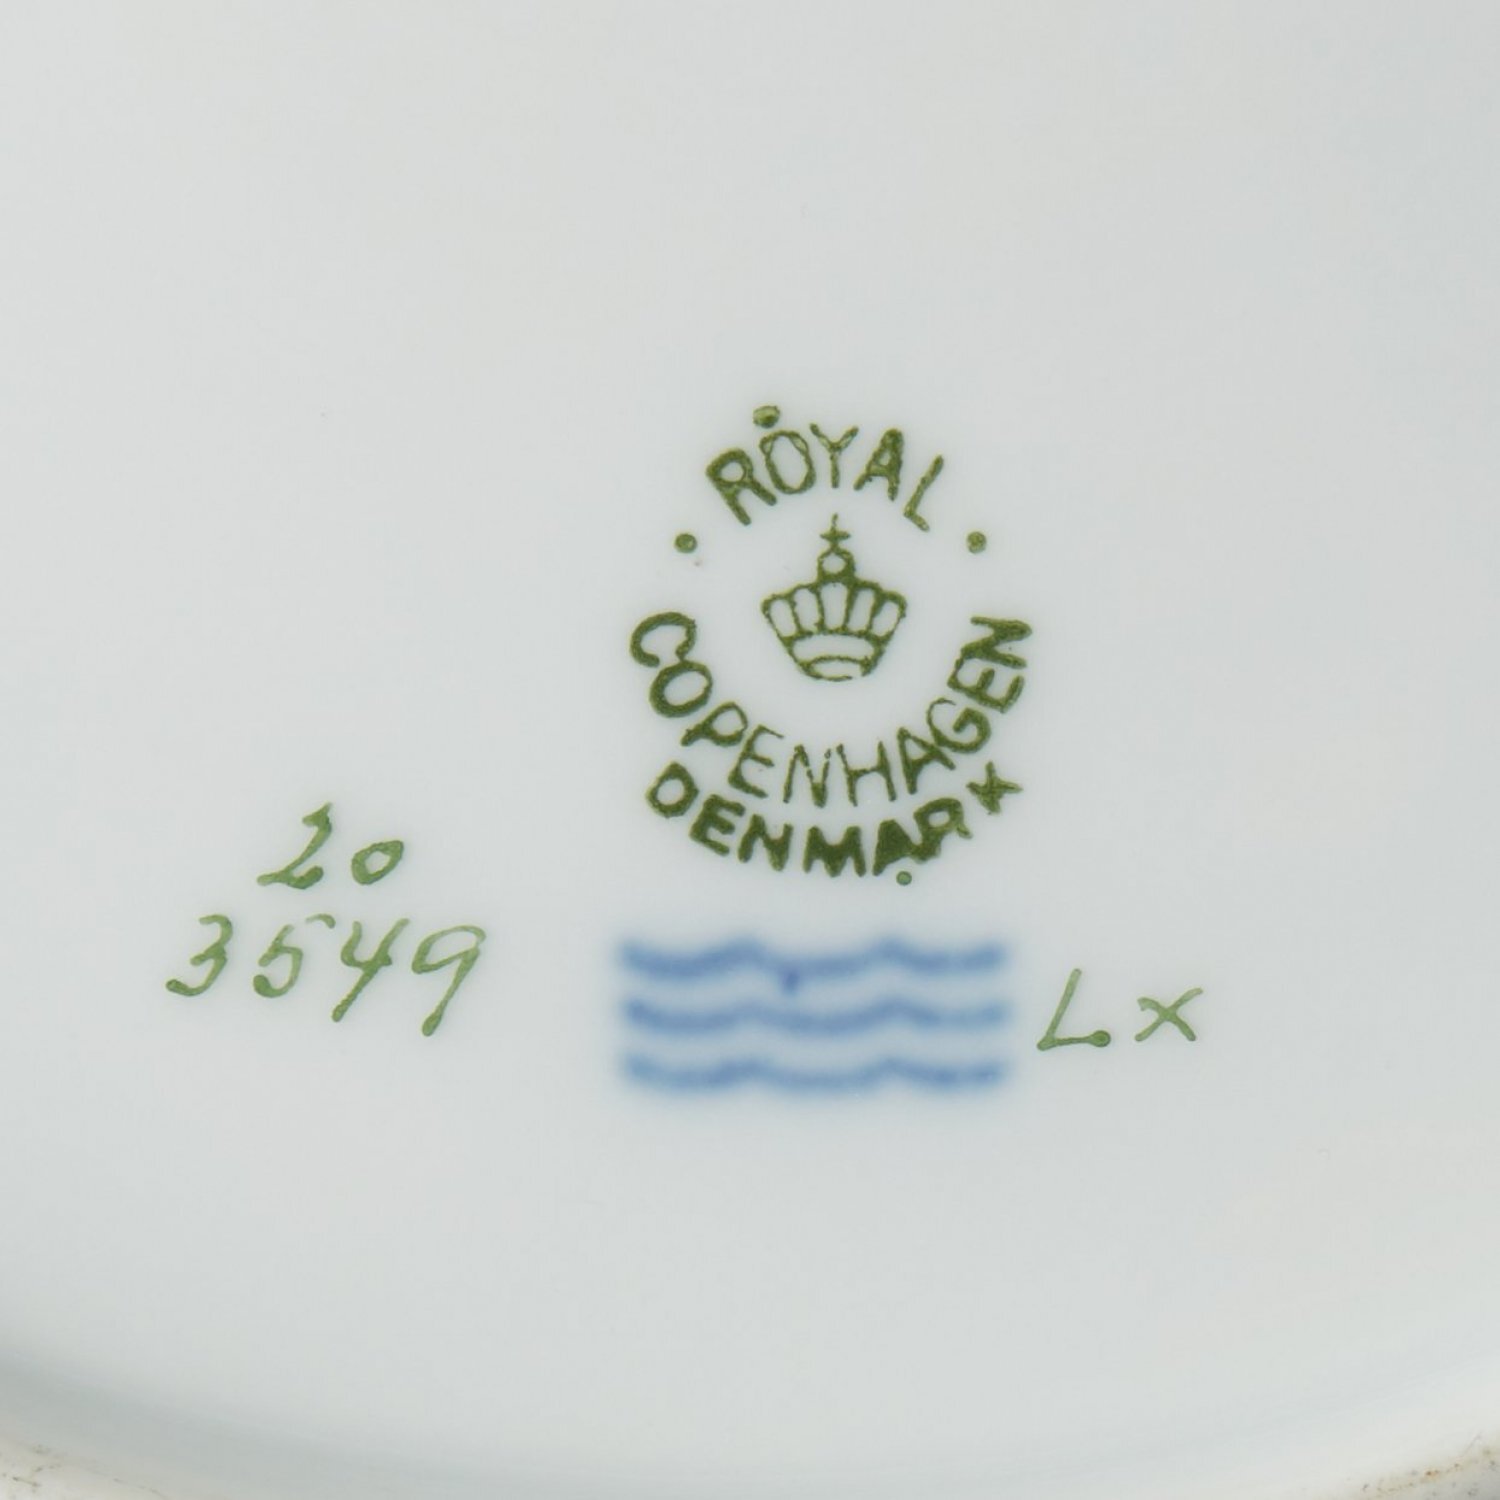 ROYAL
COPENHAGEN
DENMARK
20
3549
Lx